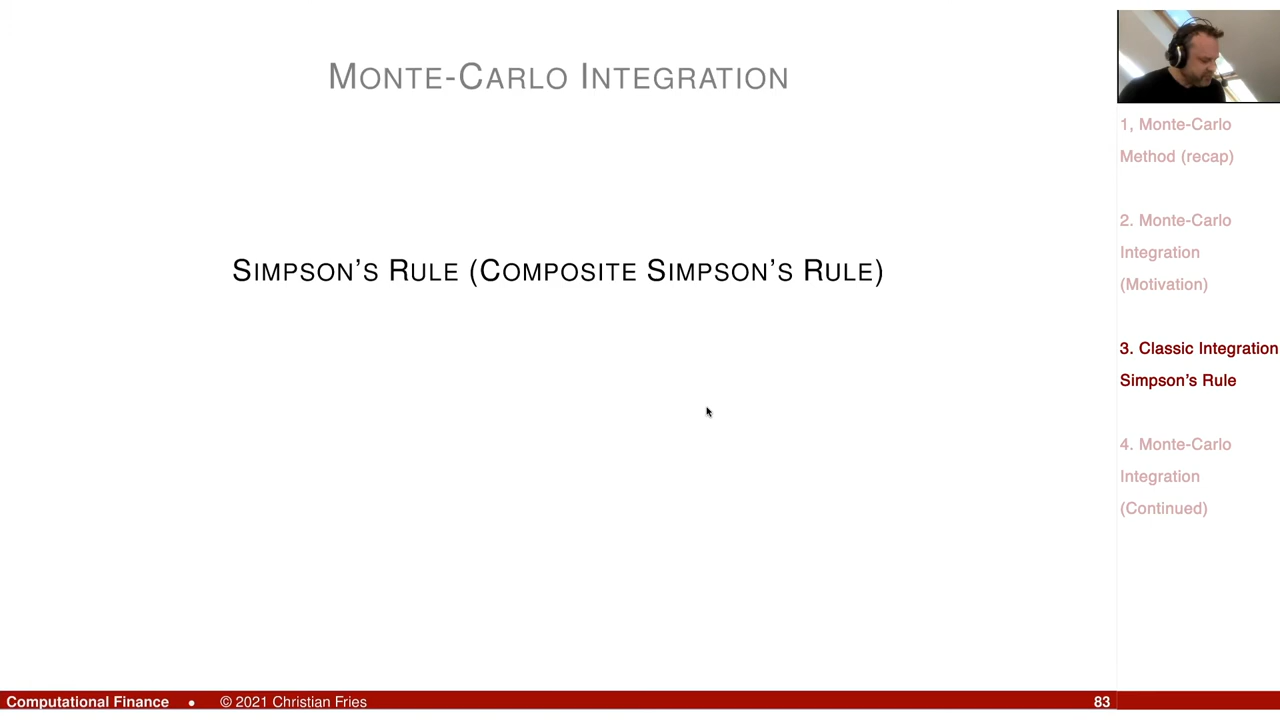 MONTE-CARLO INTEGRATION
SIMPSON'S RULE (COMPOSITE SIMPSON'S RULE)
1, Monte-Carlo
Method (recap)
2. Monte-Carlo
Integration
(Motivation)
3. Classic Integration
Simpson's Rule
4. Monte-Carlo
Integration
(Continued)
Computational Finance • © 2021 Christian Fries 83